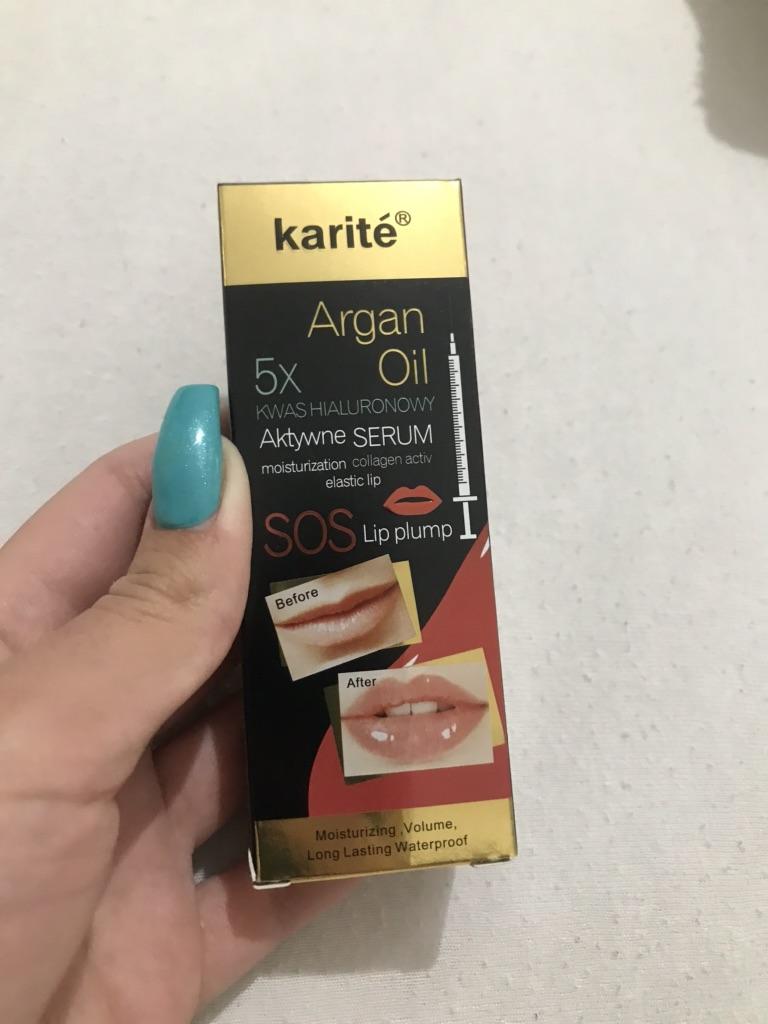 karité®
Argan
5x Oil
KWAS HIALURONOWY
Aktywne SERUM
moisturization collagen activ
elastic lip
SOS Lip plump
Before
After
Moisturizing ,Volume,
Long Lasting Waterproof